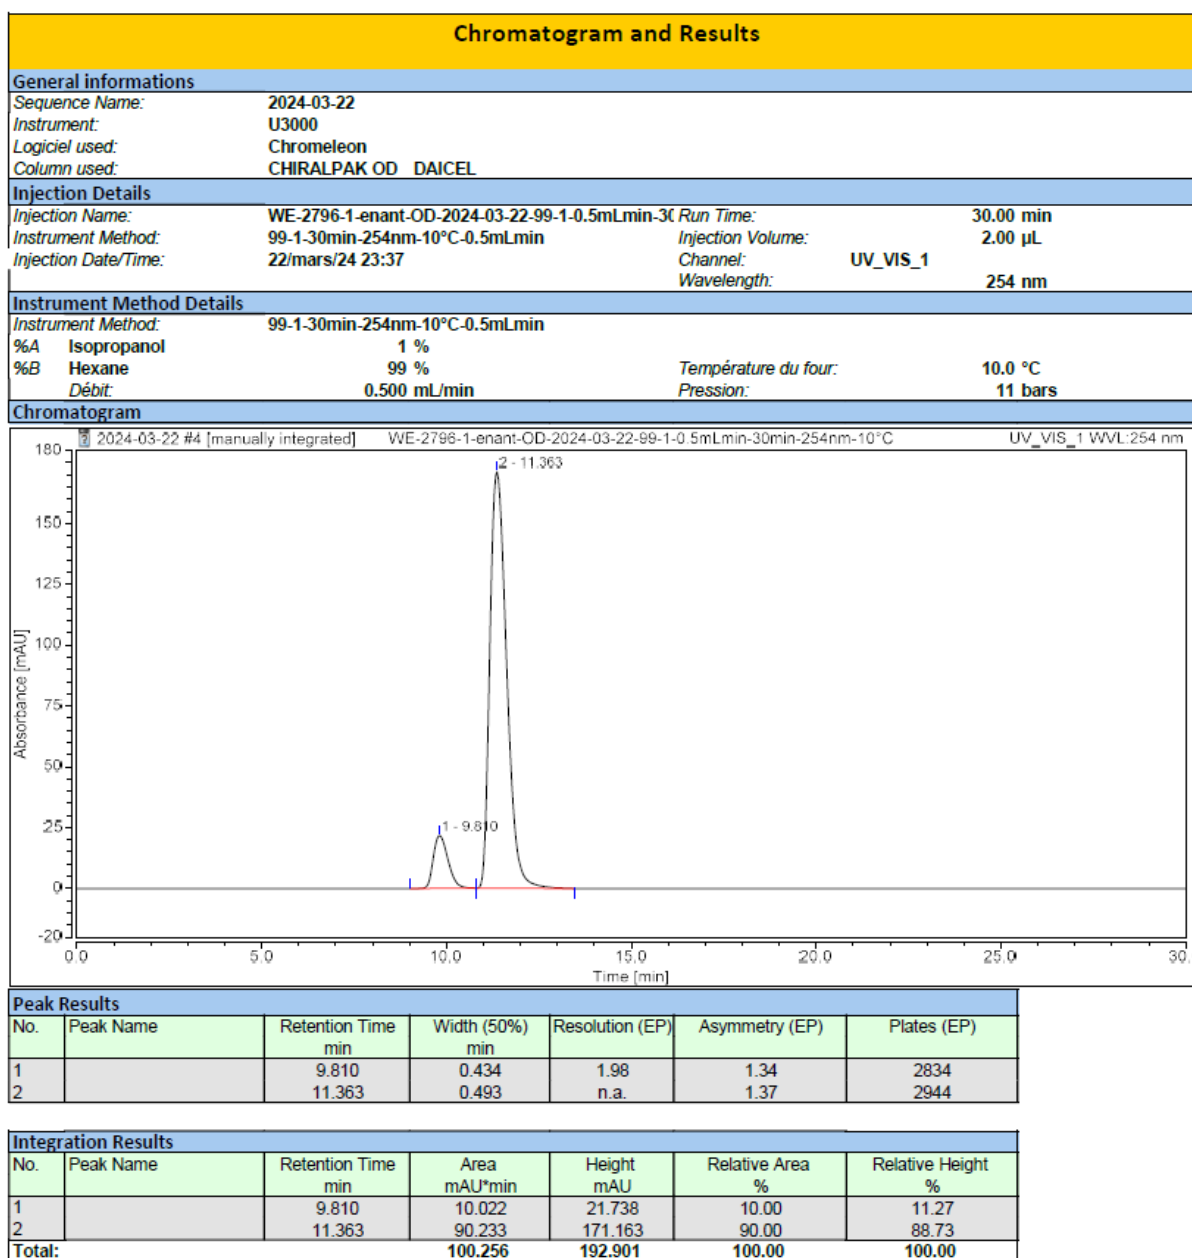 Chromatogram and Results
General informations
Sequence Name: 2024-03-22
Instrument: U3000
Logiciel used: Chromeleon
Column used: CHIRALPAK OD DAICEL
Injection Details
Injection Name: WE-2796-1-enant-OD-2024-03-22-99-1-0.5mLmin-30 Run Time: 30.00 min
Instrument Method: 99-1-30min-254nm-10°C-0.5mLmin Injection Volume: 2.00 µL
Injection Date/Time: 22/mars/24 23:37 Channel: UV_VIS_1
Wavelength: 254 nm
Instrument Method Details
Instrument Method: 99-1-30min-254nm-10°C-0.5mLmin
%A Isopropanol 1 %
%B Hexane 99 % Température du four: 10.0 °C
Débit: 0.500 mL/min Pression: 11 bars
Chromatogram
2024-03-22 #4 [manually integrated] WE-2796-1-enant-OD-2024-03-22-99-1-0.5mLmin-30min-254nm-10°C UV_VIS_1 WVL:254 nm
180
2 - 11.363
150
125
100
75
50
25
1 - 9.810
0
-20
Absorbance [mAU]
0.0 5.0 10.0 15.0 20.0 25.0 30.
Time [min]
Peak Results
No. Peak Name Retention Time Width (50%) Resolution (EP) Asymmetry (EP) Plates (EP)
min min
1 9.810 0.434 1.98 1.34 2834
2 11.363 0.493 n.a. 1.37 2944
Integration Results
No. Peak Name Retention Time Area Height Relative Area Relative Height
min mAU*min mAU % %
1 9.810 10.022 21.738 10.00 11.27
2 11.363 90.233 171.163 90.00 88.73
Total: 100.256 192.901 100.00 100.00